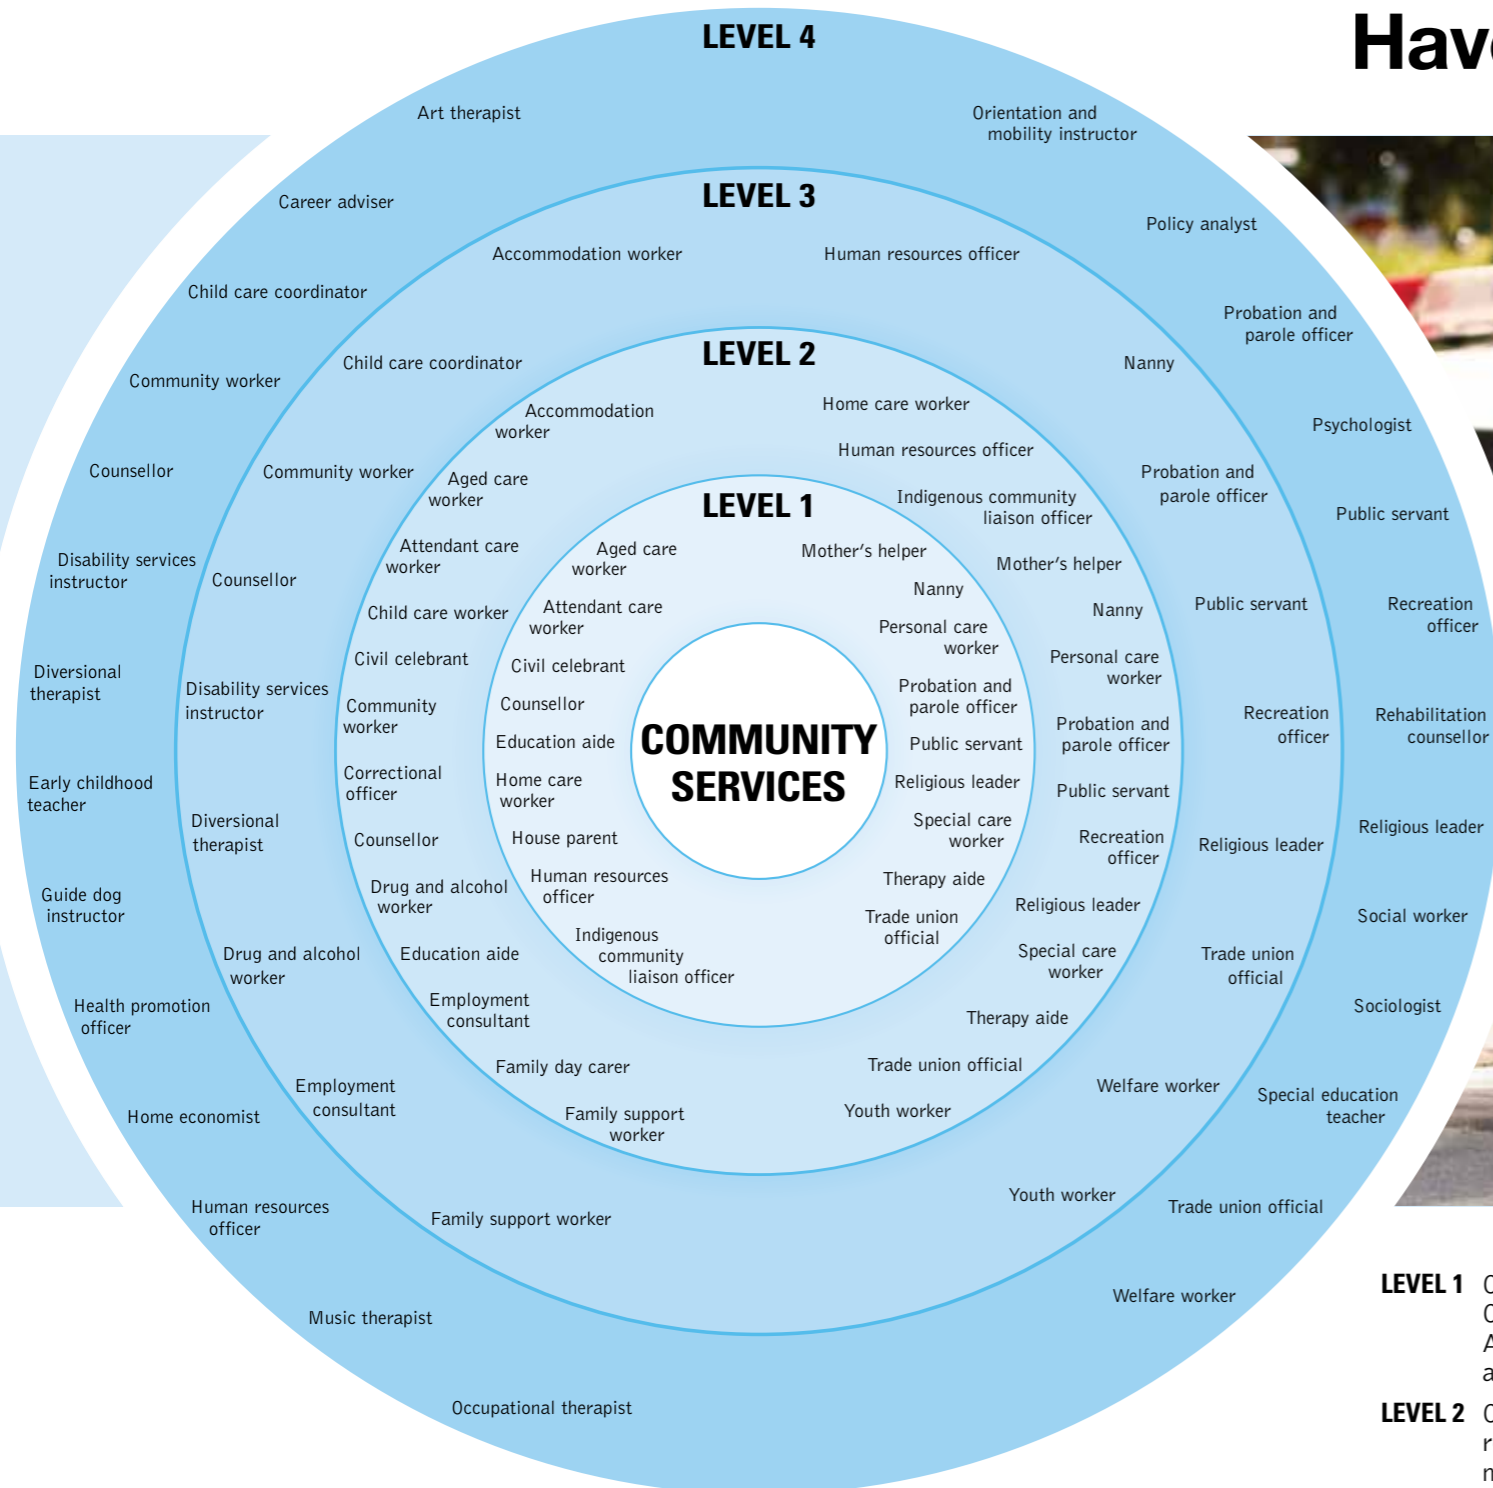 Hav
LEVEL 4
Art therapist
Career adviser
Child care coordinator
Community worker
Counsellor
Disability services
instructor
Diversional
therapist
Early childhood
teacher
Guide dog
instructor
Health promotion
officer
Home economist
Human resources
officer
Music therapist
Occupational therapist
Orientation and
mobility instructor
Policy analyst
Probation and
parole officer
Psychologist
Public servant
Recreation
officer
Rehabilitation
counsellor
Religious leader
Social worker
Sociologist
Special education
teacher
Trade union official
Welfare worker
LEVEL 3
Accommodation worker
Child care coordinator
Community worker
Counsellor
Disability services
instructor
Diversional
therapist
Drug and alcohol
worker
Employment
consultant
Family support worker
Human resources officer
Nanny
Probation and
parole officer
Public servant
Recreation
officer
Religious leader
Trade union
official
Welfare worker
Youth worker
LEVEL 2
Accommodation
worker
Aged care
worker
Attendant care
worker
Child care worker
Civil celebrant
Community
worker
Correctional
officer
Counsellor
Drug and alcohol
worker
Education aide
Employment
consultant
Family day carer
Family support
worker
Home care worker
Human resources officer
Indigenous community
liaison officer
Mother's helper
Nanny
Personal care
worker
Probation and
parole officer
Public servant
Recreation
officer
Religious leader
Special care
worker
Therapy aide
Trade union official
Youth worker
LEVEL 1
Aged care
worker
Attendant care
worker
Civil celebrant
Counsellor
Education aide
Home care
worker
House parent
Human resources
officer
Indigenous
community
liaison officer
Mother's helper
Nanny
Personal care
worker
Probation and
parole officer
Public servant
Religious leader
Special care
worker
Therapy aide
Trade union
official
COMMUNITY
SERVICES
LEVEL 1
LEVEL 2